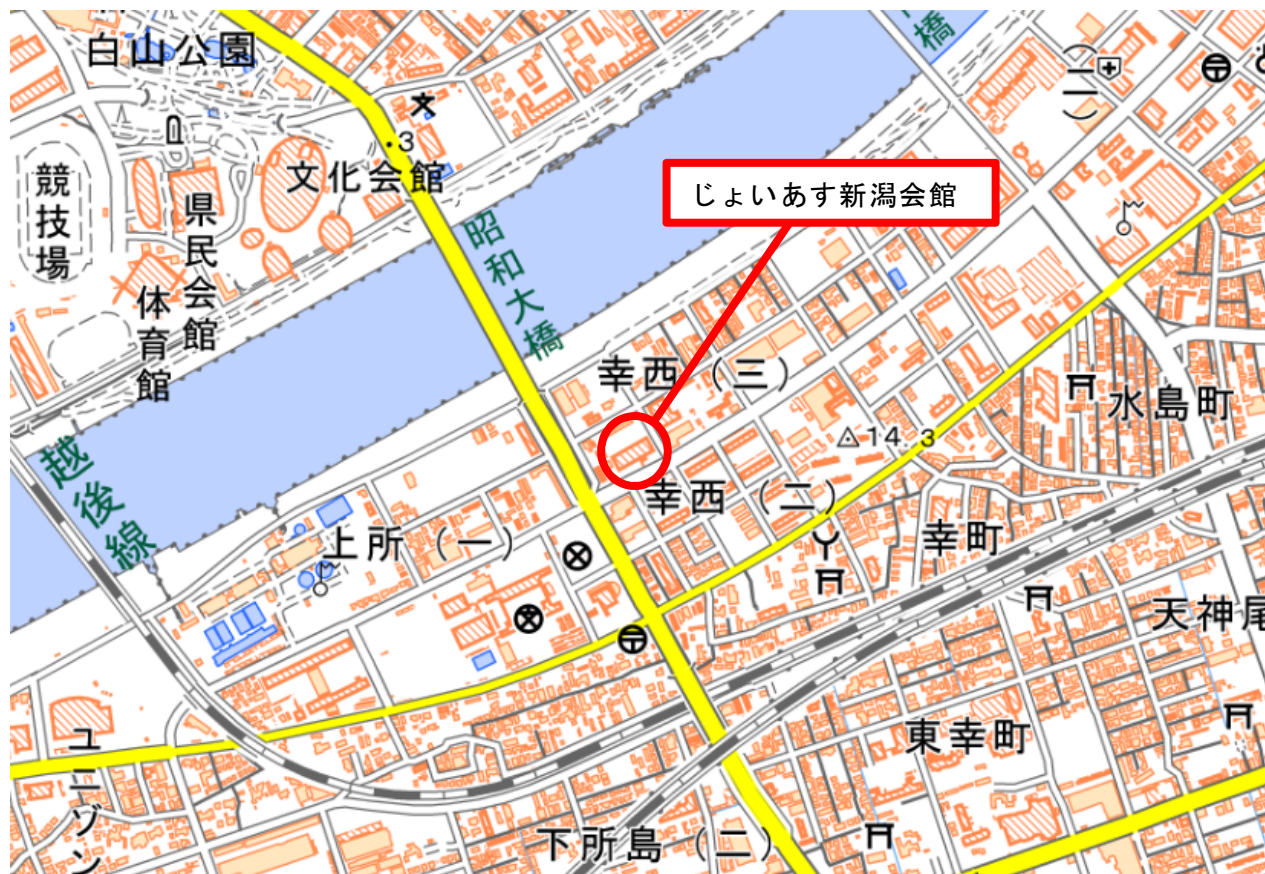 白山公園
橋
(二)
3
文化会館
競技場
県民会館
体育館
昭和大橋
じょいあす新潟会館
幸西(三)
水島町
14.3
越後線
幸西(二)
上所(一)
幸町
天神尾
東幸町
ユニゾン
下所島(二)